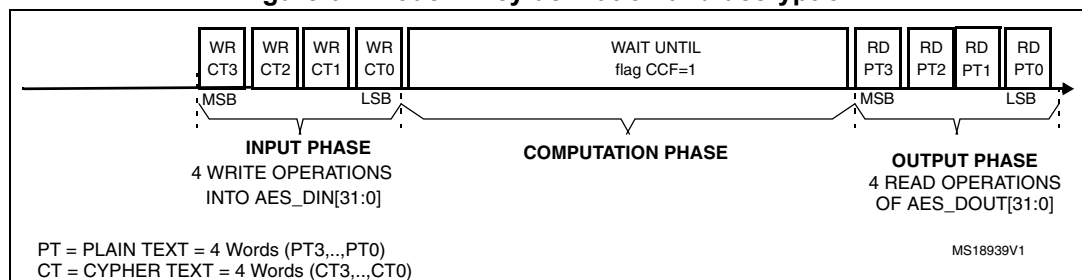 WR CT3 WR CT2 WR CT1 WR CT0 WAIT UNTIL flag CCF=1 RD PT3 RD PT2 RD PT1 RD PT0
MSB LSB MSB LSB
INPUT PHASE
4 WRITE OPERATIONS
INTO AES_DIN[31:0]
COMPUTATION PHASE
OUTPUT PHASE
4 READ OPERATIONS
OF AES_DOUT[31:0]
PT = PLAIN TEXT = 4 Words (PT3,..,PT0)
CT = CYPHER TEXT = 4 Words (CT3,..,CT0)
MS18939V1